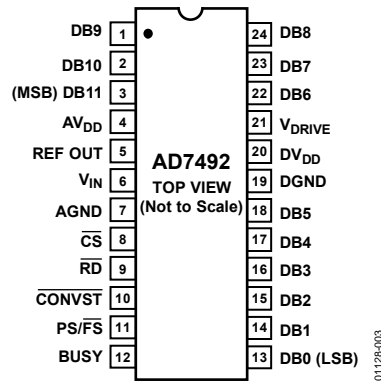 DB9 1
DB10 2
(MSB) DB11 3
AVDD 4
REF OUT 5
VIN 6
AGND 7
CS 8
RD 9
CONVST 10
PS/FS 11
BUSY 12
AD7492
TOP VIEW
(Not to Scale)
24 DB8
23 DB7
22 DB6
21 VDRIVE
20 DVDD
19 DGND
18 DB5
17 DB4
16 DB3
15 DB2
14 DB1
13 DB0 (LSB)
01128-003